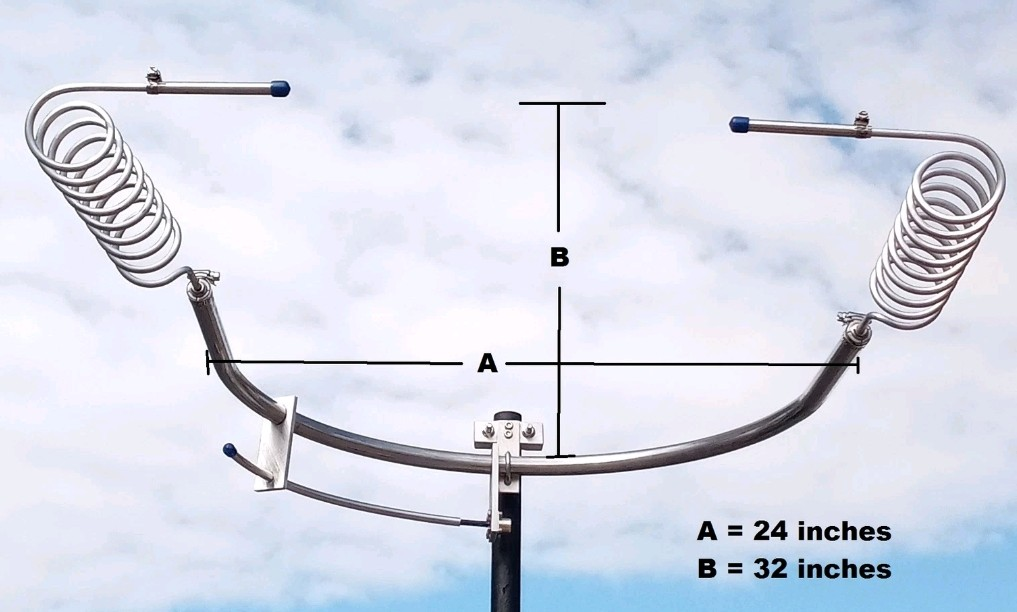 B
A
A = 24 inches
B = 32 inches